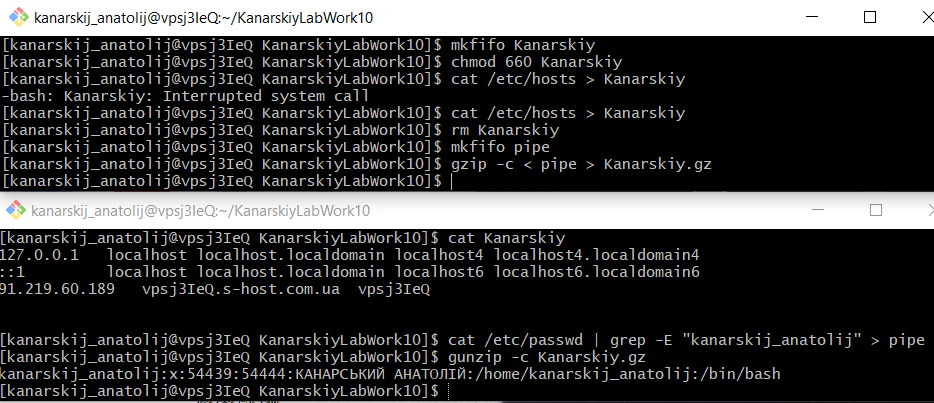 kanarskij_anatolij@vpsj3IeQ:~/KanarskiyLabWork10
[kanarskij_anatolij@vpsj3IeQ KanarskiyLabWork10]$ mkfifo Kanarskiy
[kanarskij_anatolij@vpsj3IeQ KanarskiyLabWork10]$ chmod 660 Kanarskiy
[kanarskij_anatolij@vpsj3IeQ KanarskiyLabWork10]$ cat /etc/hosts > Kanarskiy
-bash: Kanarskiy: Interrupted system call
[kanarskij_anatolij@vpsj3IeQ KanarskiyLabWork10]$ cat /etc/hosts > Kanarskiy
[kanarskij_anatolij@vpsj3IeQ KanarskiyLabWork10]$ rm Kanarskiy
[kanarskij_anatolij@vpsj3IeQ KanarskiyLabWork10]$ mkfifo pipe
[kanarskij_anatolij@vpsj3IeQ KanarskiyLabWork10]$ gzip -c < pipe > Kanarskiy.gz
[kanarskij_anatolij@vpsj3IeQ KanarskiyLabWork10]$
kanarskij_anatolij@vpsj3IeQ:~/KanarskiyLabWork10
[kanarskij_anatolij@vpsj3IeQ KanarskiyLabWork10]$ cat Kanarskiy
127.0.0.1   localhost localhost.localdomain localhost4 localhost4.localdomain4
::1         localhost localhost.localdomain localhost6 localhost6.localdomain6
91.219.60.189   vpsj3IeQ.s-host.com.ua  vpsj3IeQ
[kanarskij_anatolij@vpsj3IeQ KanarskiyLabWork10]$ cat /etc/passwd | grep -E "kanarskij_anatolij" > pipe
[kanarskij_anatolij@vpsj3IeQ KanarskiyLabWork10]$ gunzip -c Kanarskiy.gz
kanarskij_anatolij:x:54439:54444:КАНАРСЬКИЙ АНАТОЛІЙ:/home/kanarskij_anatolij:/bin/bash
[kanarskij_anatolij@vpsj3IeQ KanarskiyLabWork10]$